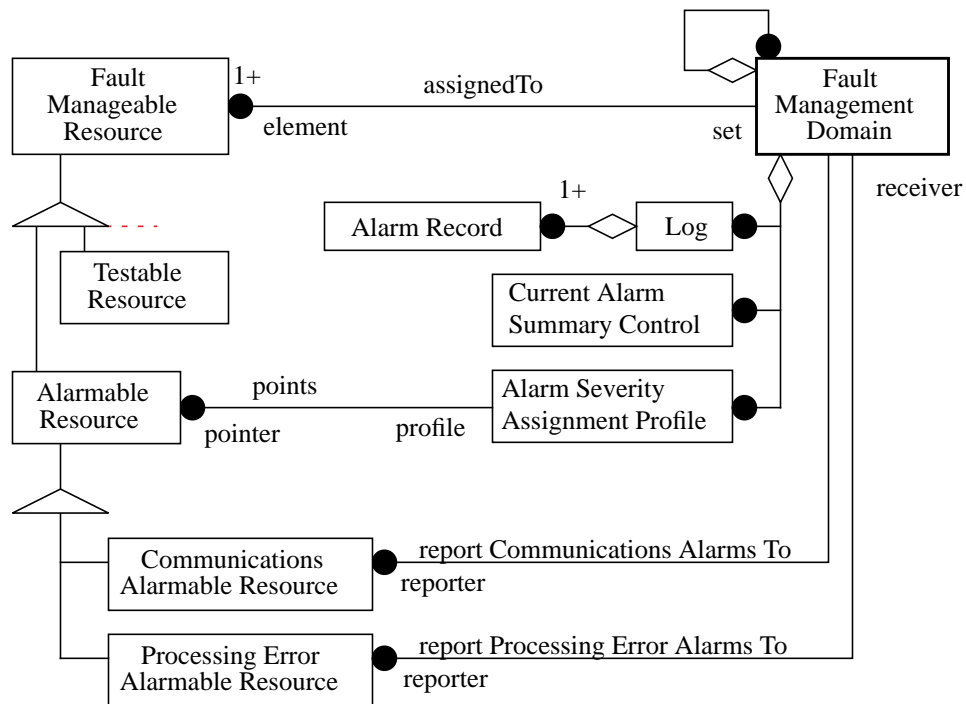 Fault
Manageable
Resource
1+
element
assignedTo
set
Fault
Management
Domain
receiver
1+
Alarm Record
Log
Testable
Resource
Current Alarm
Summary Control
Alarmable
Resource
points
pointer
profile
Alarm Severity
Assignment Profile
Communications
Alarmable Resource
report Communications Alarms To
reporter
Processing Error
Alarmable Resource
report Processing Error Alarms To
reporter